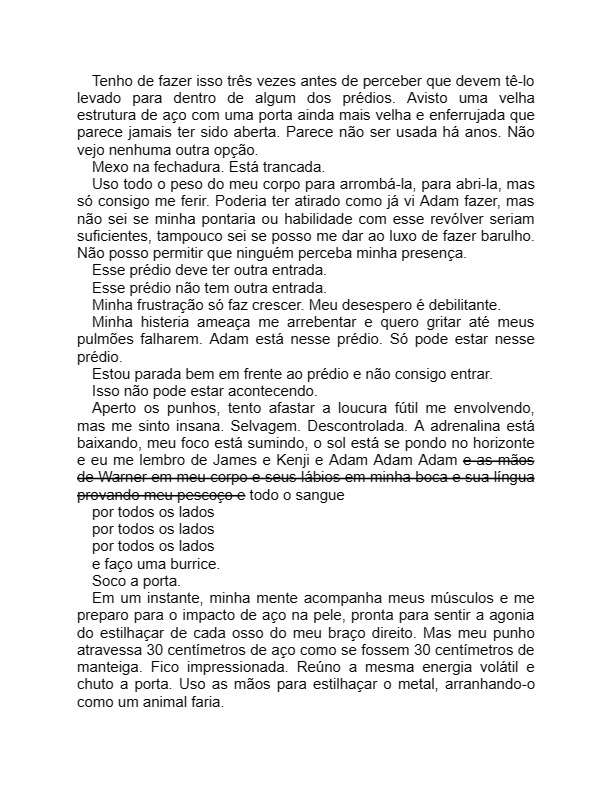 Tenho de fazer isso três vezes antes de perceber que devem tê-lo
levado para dentro de algum dos prédios. Avisto uma velha
estrutura de aço com uma porta ainda mais velha e enferrujada que
parece jamais ter sido aberta. Parece não ser usada há anos. Não
vejo nenhuma outra opção.
Mexo na fechadura. Está trancada.
Uso todo o peso do meu corpo para arrombá-la, para abri-la, mas
só consigo me ferir. Poderia ter atirado como já vi Adam fazer, mas
não sei se minha pontaria ou habilidade com esse revólver seriam
suficientes, tampouco sei se posso me dar ao luxo de fazer barulho.
Não posso permitir que ninguém perceba minha presença.
Esse prédio deve ter outra entrada.
Esse prédio não tem outra entrada.
Minha frustração só faz crescer. Meu desespero é debilitante.
Minha histeria ameaça me arrebentar e quero gritar até meus
pulmões falharem. Adam está nesse prédio. Só pode estar nesse
prédio.
Estou parada bem em frente ao prédio e não consigo entrar.
Isso não pode estar acontecendo.
Aperto os punhos, tento afastar a loucura fútil me envolvendo,
mas me sinto insana. Selvagem. Descontrolada. A adrenalina está
baixando, meu foco está sumindo, o sol está se pondo no horizonte
e eu me lembro de James e Kenji e Adam Adam Adam e as mãos
de Warner em meu corpo e seus lábios em minha boca e sua língua
provando meu pescoço e todo o sangue
por todos os lados
por todos os lados
por todos os lados
e faço uma burrice.
Soco a porta.
Em um instante, minha mente acompanha meus músculos e me
preparo para o impacto de aço na pele, pronta para sentir a agonia
do estilhaçar de cada osso do meu braço direito. Mas meu punho
atravessa 30 centímetros de aço como se fossem 30 centímetros de
manteiga. Fico impressionada. Reúno a mesma energia volátil e
chuto a porta. Uso as mãos para estilhaçar o metal, arranhando-o
como um animal faria.